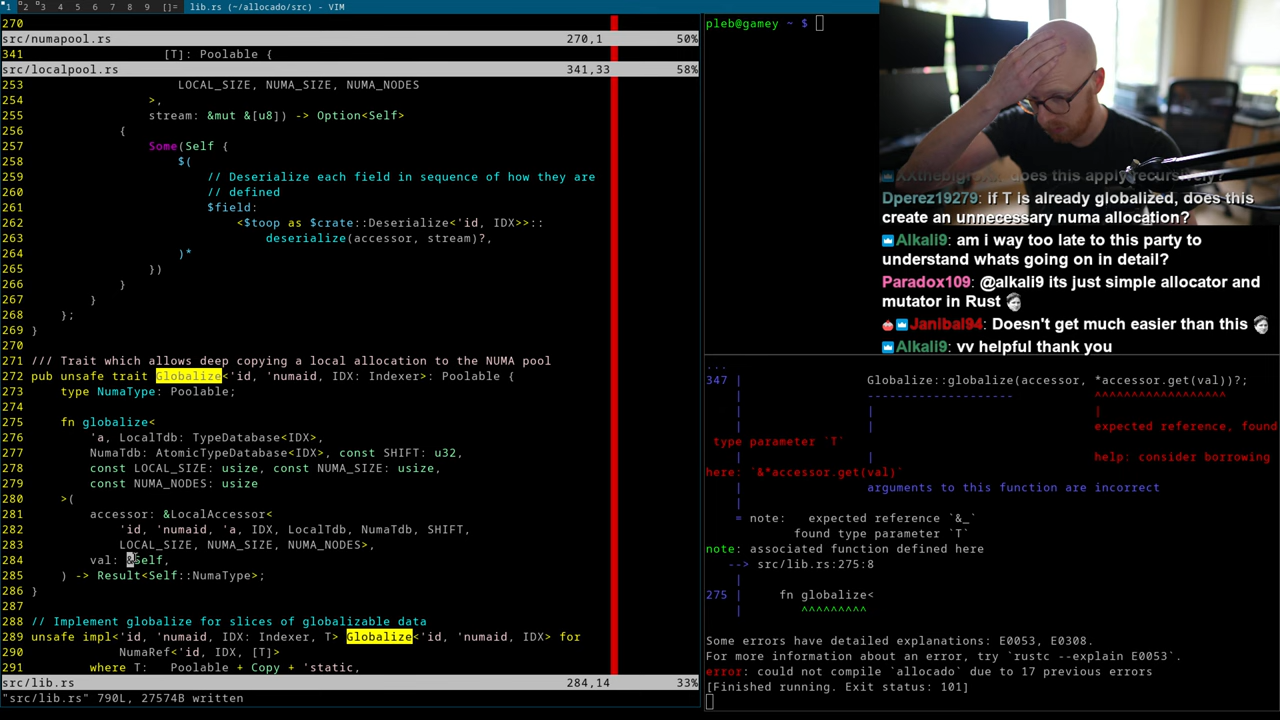 1 2 3 4 5 6 7 8 9 []= lib.rs (~/allocado/src) - VIM
270
src/numapool.rs 270,1 50%
341 [T]: Poolable {
src/localpool.rs 341,33 58%
253 LOCAL_SIZE, NUMA_SIZE, NUMA_NODES
254 >,
255 stream: &mut &[u8]) -> Option<Self>
256 {
257 Some(Self {
258 $(
259 // Deserialize each field in sequence of how they are
260 // defined
261 $field:
262 <$toop as $crate::Deserialize<'id, IDX>>::
263 deserialize(accessor, stream)?,
264 )*
265 })
266 }
267 }
268 };
269 }
270
271 /// Trait which allows deep copying a local allocation to the NUMA pool
272 pub unsafe trait Globalize<'id, 'numaid, IDX: Indexer>: Poolable {
273 type NumaType: Poolable;
274
275 fn globalize<
276 'a, LocalTdb: TypeDatabase<IDX>,
277 NumaTdb: AtomicTypeDatabase<IDX>, const SHIFT: u32,
278 const LOCAL_SIZE: usize, const NUMA_SIZE: usize,
279 const NUMA_NODES: usize
280 >(
281 accessor: &LocalAccessor<
282 'id, 'numaid, 'a, IDX, LocalTdb, NumaTdb, SHIFT,
283 LOCAL_SIZE, NUMA_SIZE, NUMA_NODES>,
284 val: &Self,
285 ) -> Result<Self::NumaType>;
286 }
287
288 // Implement globalize for slices of globalizable data
289 unsafe impl<'id, 'numaid, IDX: Indexer, T> Globalize<'id, 'numaid, IDX> for
290 NumaRef<'id, IDX, [T]>
291 where T: Poolable + Copy + 'static,
src/lib.rs 284,14 33%
"src/lib.rs" 790L, 27574B written
pleb@gamey ~ $
does this apply recursively?
Dperez19279: if T is already globalized, does this
create an unnecessary numa allocation?
Alkali9: am i way too late to this party to
understand whats going on in detail?
Paradox109: @alkali9 its just simple allocator and
mutator in Rust
Janibal94: Doesn't get much easier than this
Alkali9: vv helpful thank you
...
347 | Globalize::globalize(accessor, *accessor.get(val))?;
| -------------------- ^^^^^^^^^^^^^^^^^^
| | |
| | expected reference, found
type parameter `T`
| | help: consider borrowing
here: `&*accessor.get(val)`
| arguments to this function are incorrect
|
= note: expected reference `&_`
found type parameter `T`
note: associated function defined here
--> src/lib.rs:275:8
|
275 | fn globalize<
| ^^^^^^^^^
Some errors have detailed explanations: E0053, E0308.
For more information about an error, try `rustc --explain E0053`.
error: could not compile `allocado` due to 17 previous errors
[Finished running. Exit status: 101]